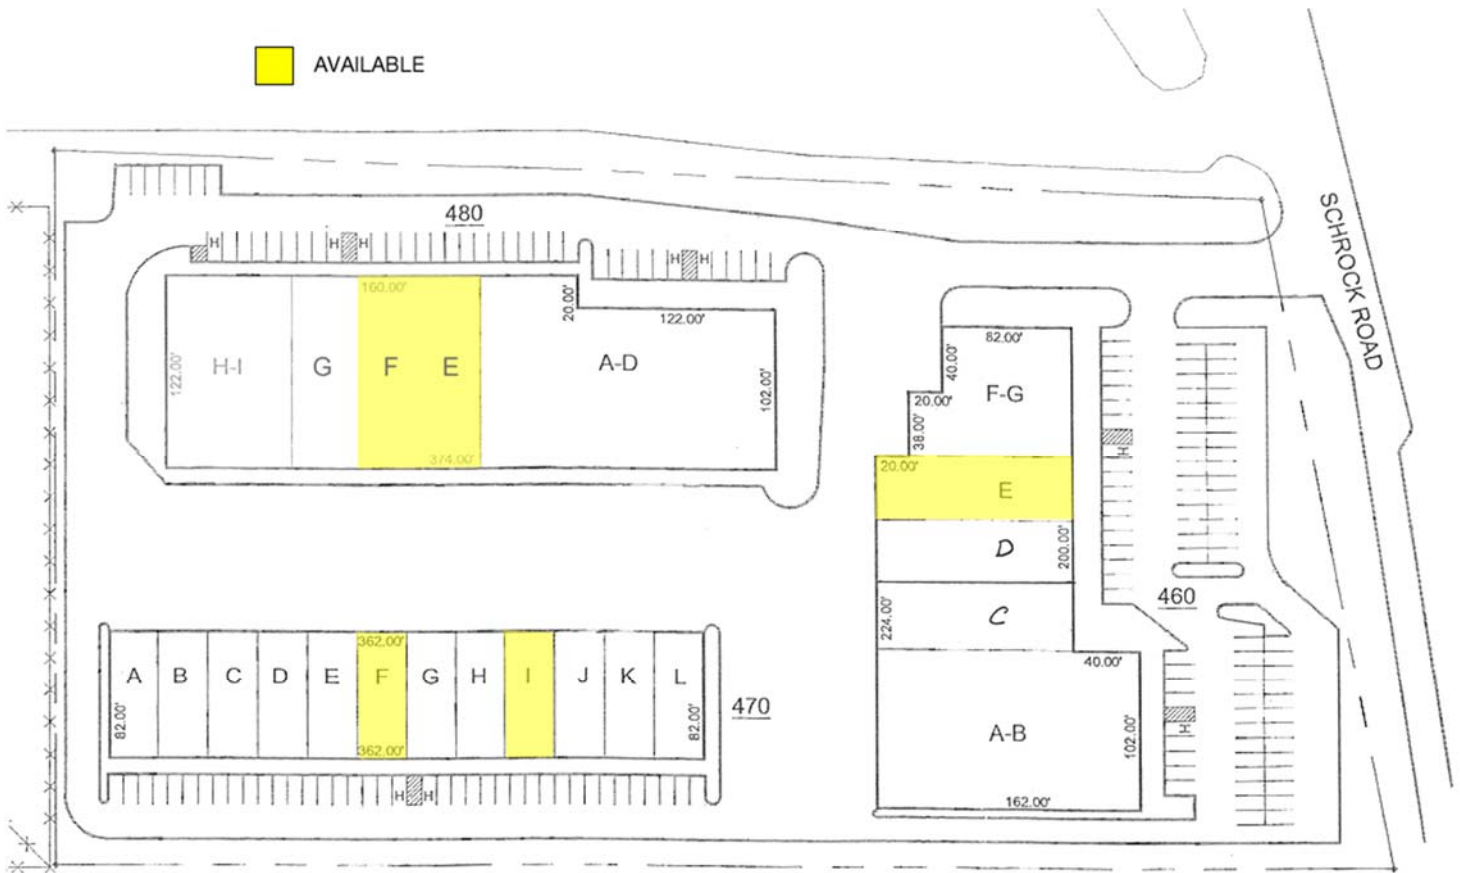 AVAILABLE
480
H
H H
H H
160.00'
20.00'
122.00'
122.00'
H-I
G
F
E
A-D
102.00'
374.00'
SCHROCK ROAD
82.00'
40.00'
20.00'
F-G
38.00'
H
20.00'
E
D
200.00'
460
224.00'
C
40.00'
A-B
102.00'
H
162.00'
362.00'
A B C D E F G H I J K L
82.00'
82.00'
362.00'
470
H H